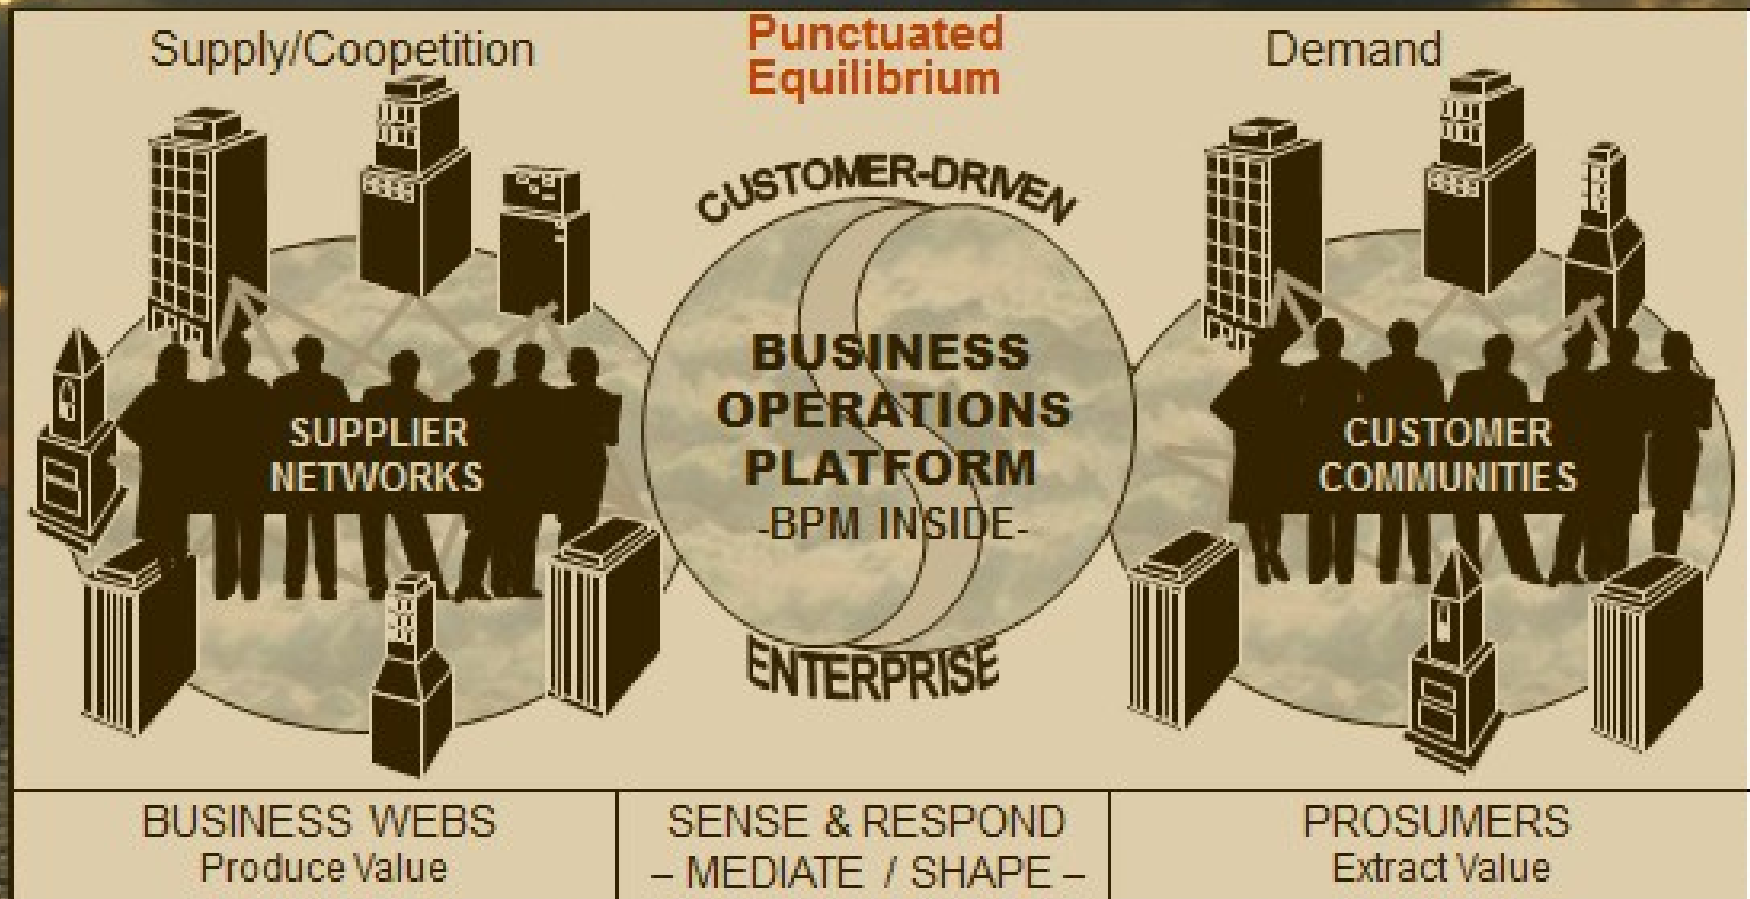 Supply/Coopetition
Punctuated
Equilibrium
Demand
CUSTOMER-DRIVEN
BUSINESS
OPERATIONS
PLATFORM
-BPM INSIDE-
ENTERPRISE
SUPPLIER
NETWORKS
CUSTOMER
COMMUNITIES
BUSINESS WEBS
Produce Value
SENSE & RESPOND
– MEDIATE / SHAPE –
PROSUMERS
Extract Value